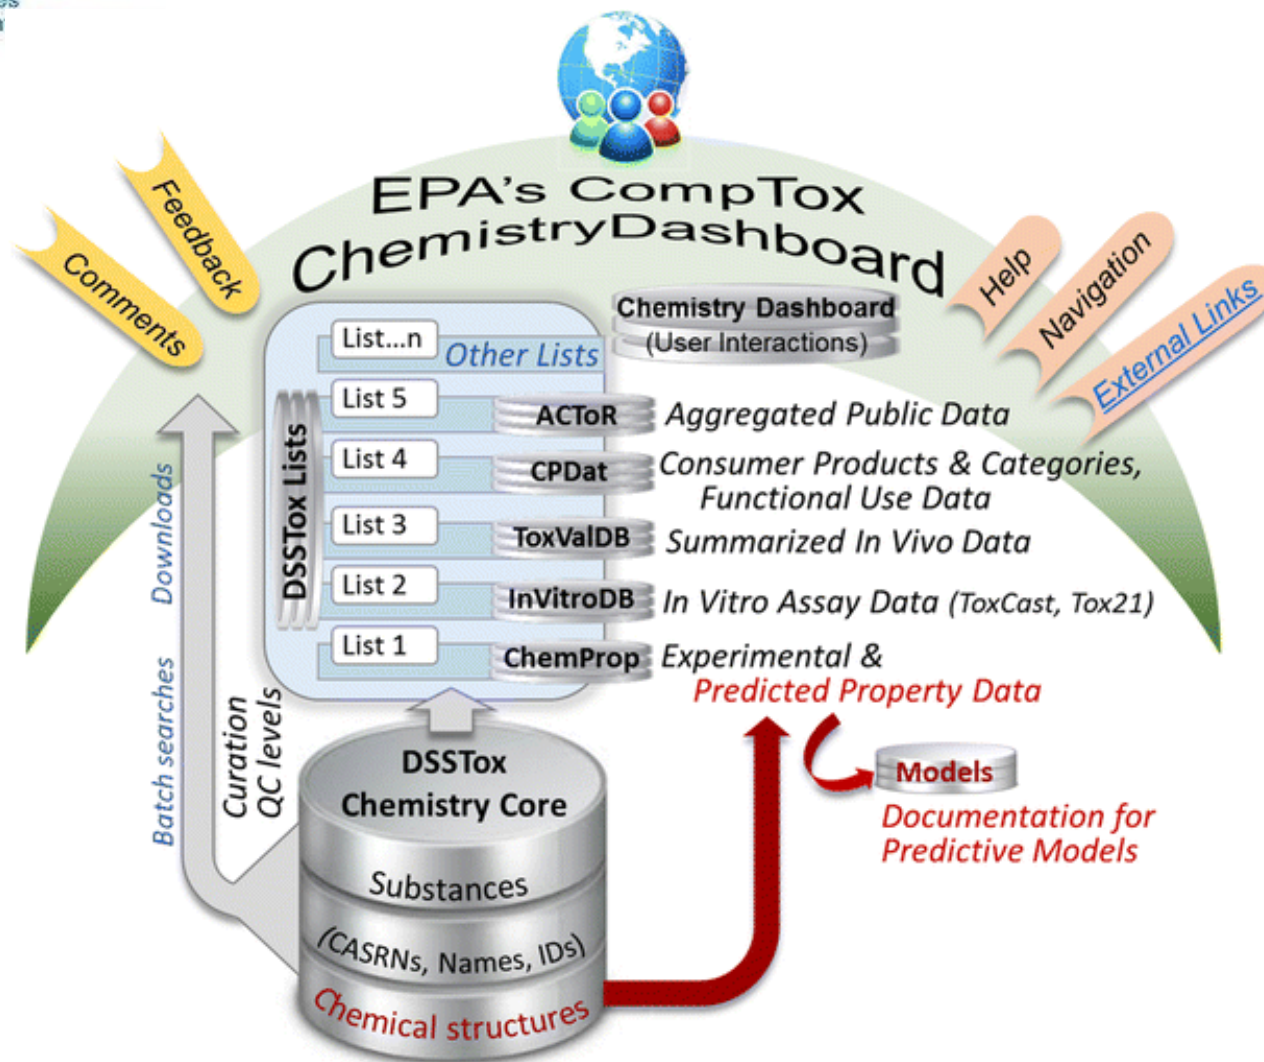 EPA's CompTox
ChemistryDashboard
Feedback
Comments
Help
Navigation
External Links
Chemistry Dashboard
(User Interactions)
List...n
Other Lists
DSSTox Lists
List 5
ACToR
Aggregated Public Data
List 4
CPDat
Consumer Products & Categories,
Functional Use Data
List 3
ToxValDB
Summarized In Vivo Data
List 2
InVitroDB
In Vitro Assay Data (ToxCast, Tox21)
List 1
ChemProp
Experimental &
Predicted Property Data
Downloads
Batch searches
Curation
QC levels
DSSTox
Chemistry Core
Substances
(CASRNs, Names, IDs)
Chemical structures
Models
Documentation for
Predictive Models